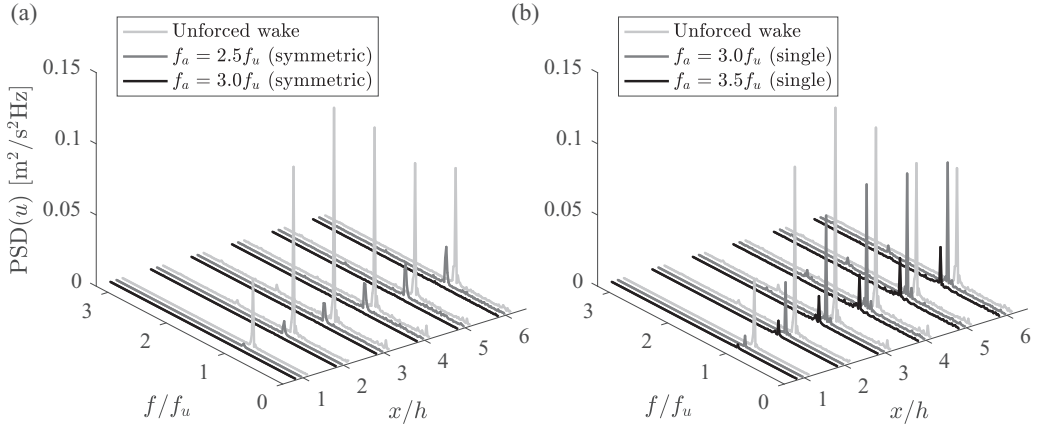 (a)
Unforced wake
f_a = 2.5f_u (symmetric)
f_a = 3.0f_u (symmetric)
0.15
0.1
0.05
0
PSD(u) [m²/s²Hz]
3
2
1
0
f/f_u
1
2
3
4
5
6
x/h
(b)
Unforced wake
f_a = 3.0f_u (single)
f_a = 3.5f_u (single)
0.15
0.1
0.05
0
3
2
1
0
f/f_u
1
2
3
4
5
6
x/h